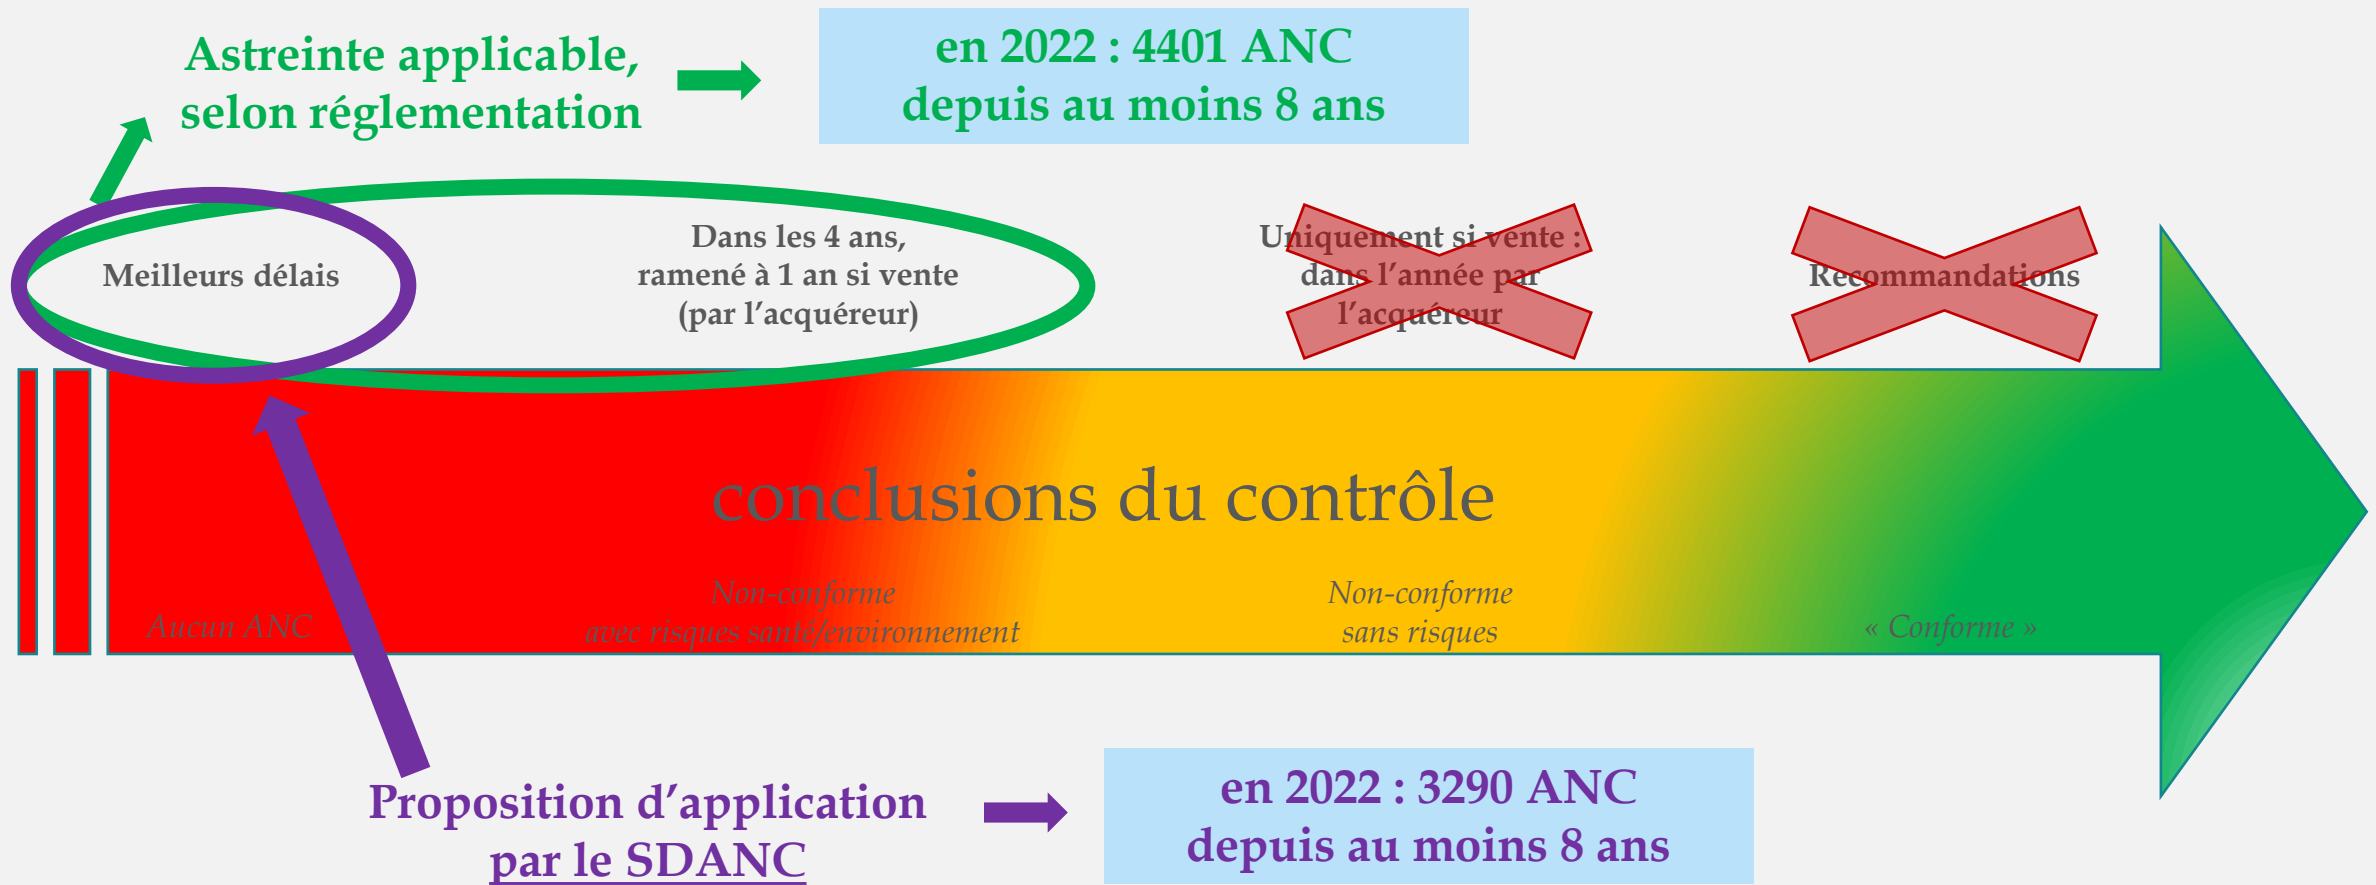 Astreinte applicable,
selon réglementation
en 2022 : 4401 ANC
depuis au moins 8 ans
Meilleurs délais
Dans les 4 ans,
ramené à 1 an si vente
(par l’acquéreur)
Uniquement si vente :
dans l’année par
l’acquéreur
Recommandations
conclusions du contrôle
Aucun ANC
Non-conforme
avec risques santé/environnement
Non-conforme
sans risques
« Conforme »
Proposition d’application
par le SDANC
en 2022 : 3290 ANC
depuis au moins 8 ans